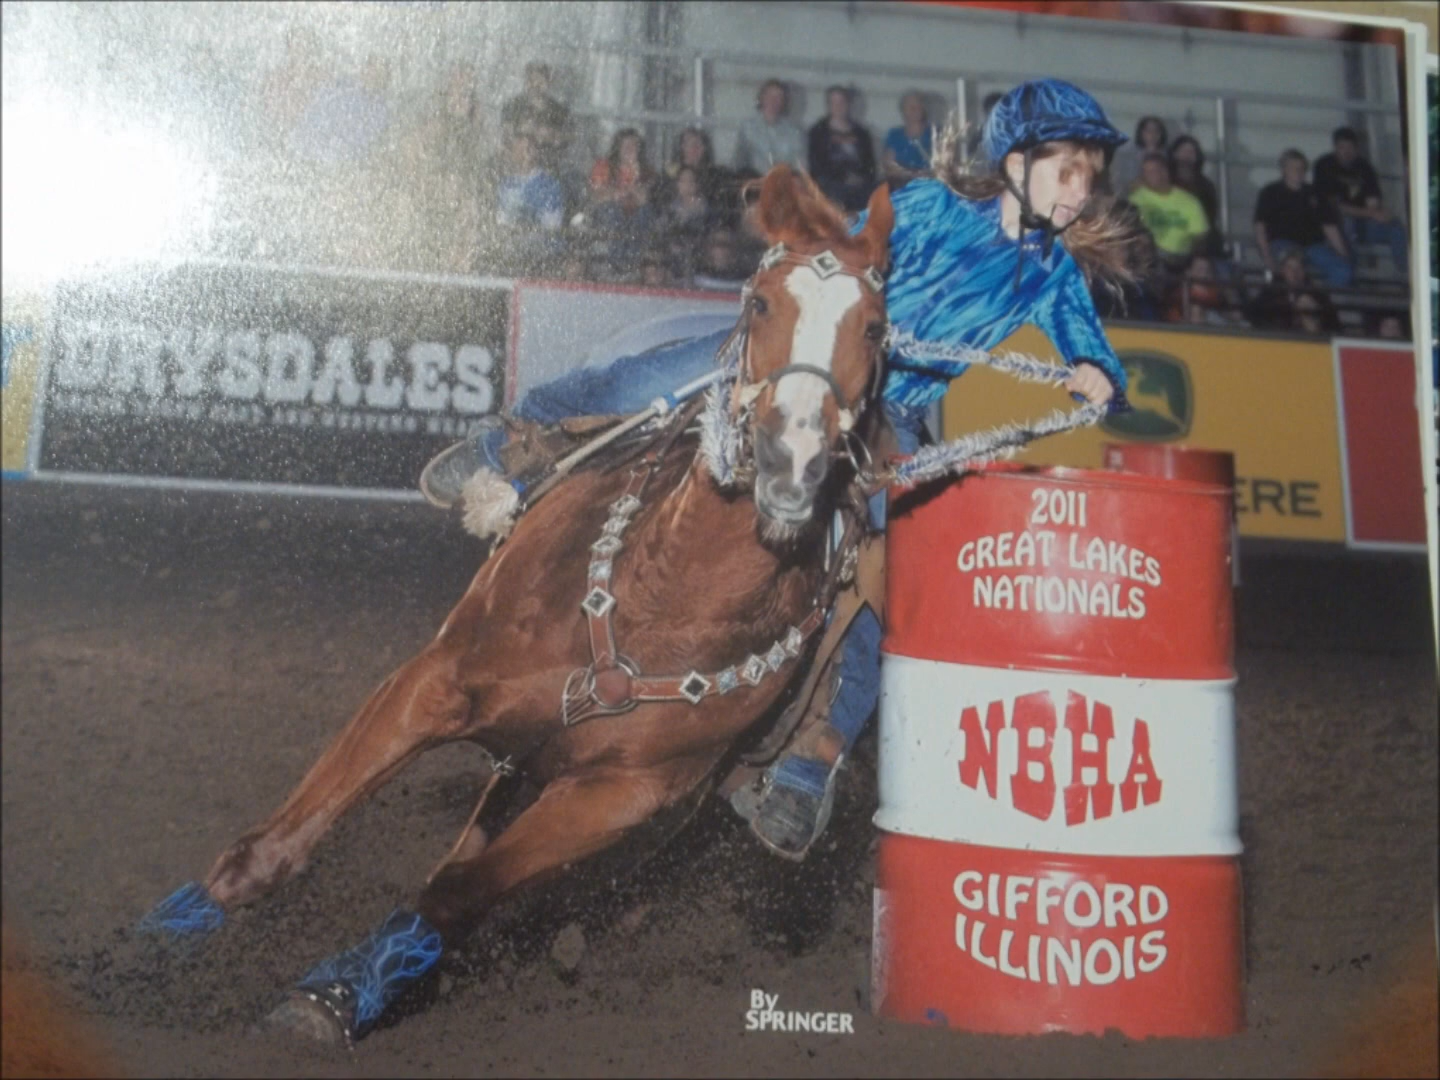 DRYSDALES
ERE
2011
GREAT LAKES
NATIONALS
NBHA
GIFFORD
ILLINOIS
By
SPRINGER